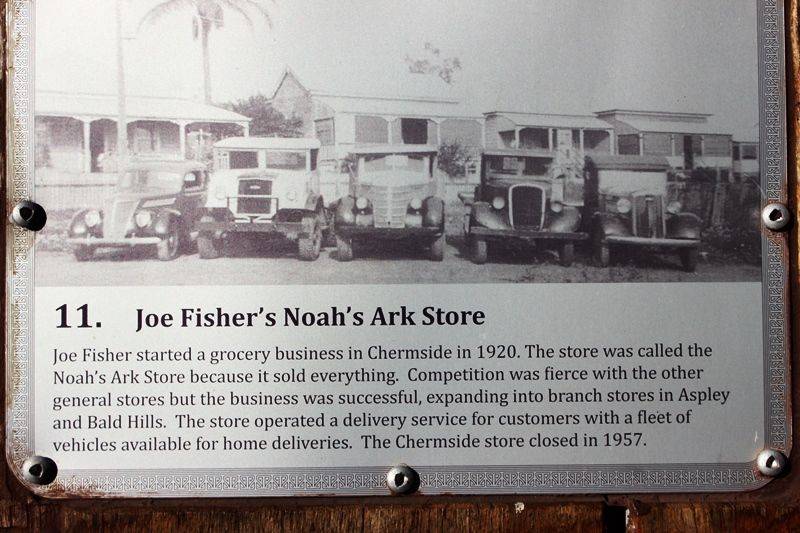 11. Joe Fisher's Noah's Ark Store
Joe Fisher started a grocery business in Chermside in 1920. The store was called the
Noah's Ark Store because it sold everything. Competition was fierce with the other
general stores but the business was successful, expanding into branch stores in Aspley
and Bald Hills. The store operated a delivery service for customers with a fleet of
vehicles available for home deliveries. The Chermside store closed in 1957.